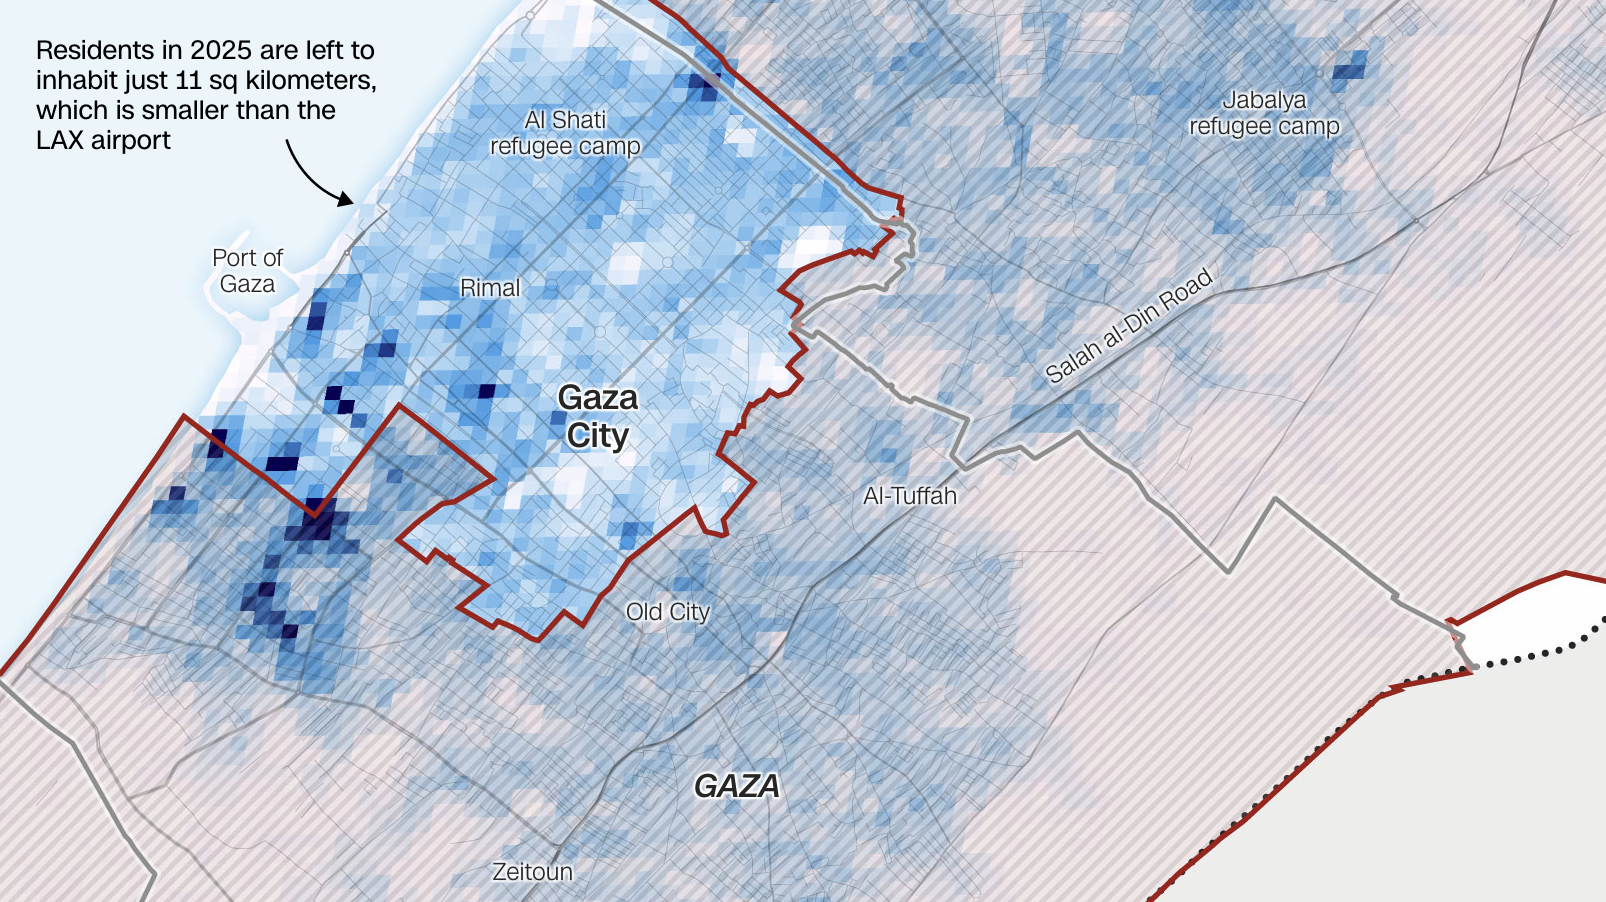 Residents in 2025 are left to
inhabit just 11 sq kilometers,
which is smaller than the
LAX airport
Al Shati
refugee camp
Jabalya
refugee camp
Port of
Gaza
Rimal
Salah al-Din Road
Gaza
City
Al-Tuffah
Old City
GAZA
Zeitoun